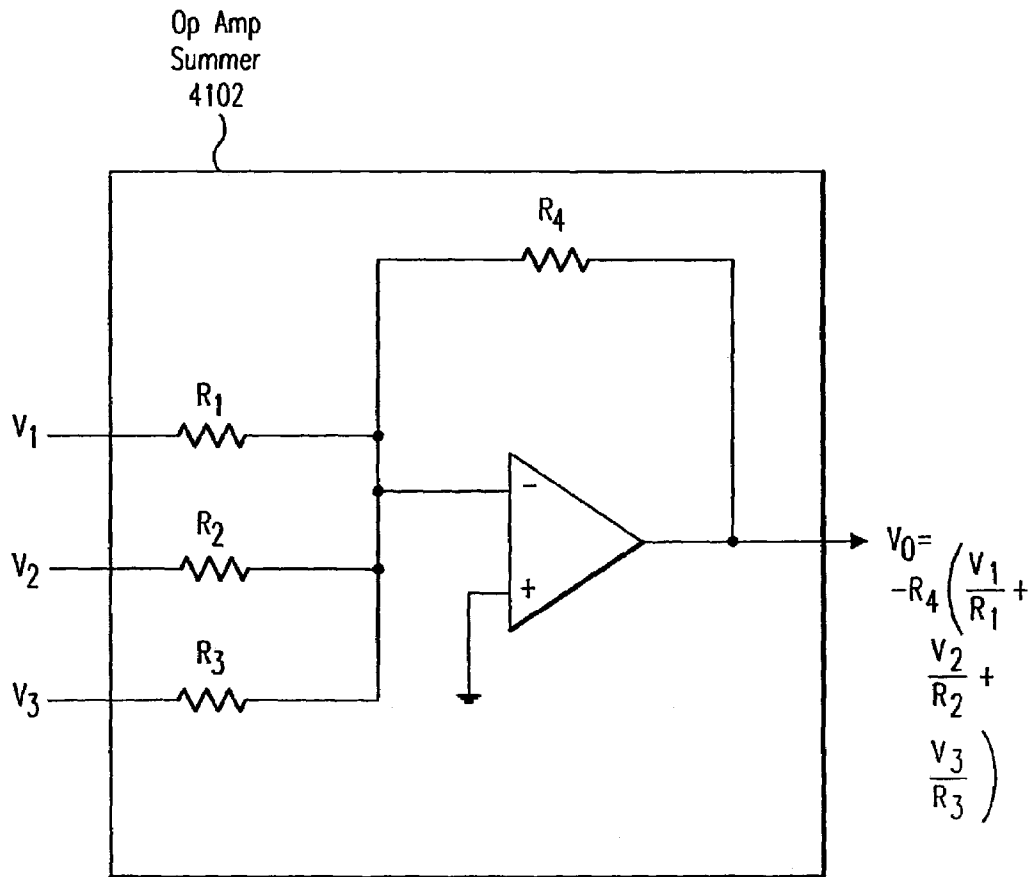 Op Amp
Summer
4102
R4
R1
V1
-
R2
V2
+
R3
V3
V0=
-R4(V1/R1 +
V2/R2 +
V3/R3)